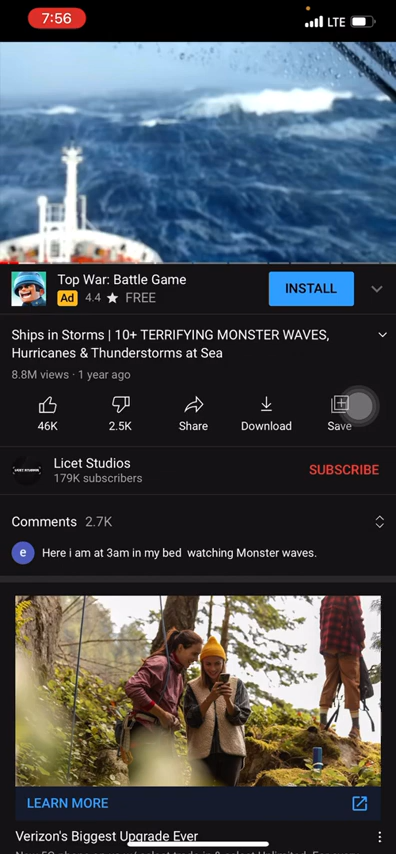 7:56
LTE
Top War: Battle Game
Ad 4.4 ★ FREE
INSTALL
Ships in Storms | 10+ TERRIFYING MONSTER WAVES,
Hurricanes & Thunderstorms at Sea
8.8M views · 1 year ago
46K
2.5K
Share
Download
Save
LICET STUDIOS
Licet Studios
179K subscribers
SUBSCRIBE
Comments 2.7K
e
Here i am at 3am in my bed watching Monster waves.
LEARN MORE
Verizon's Biggest Upgrade Ever